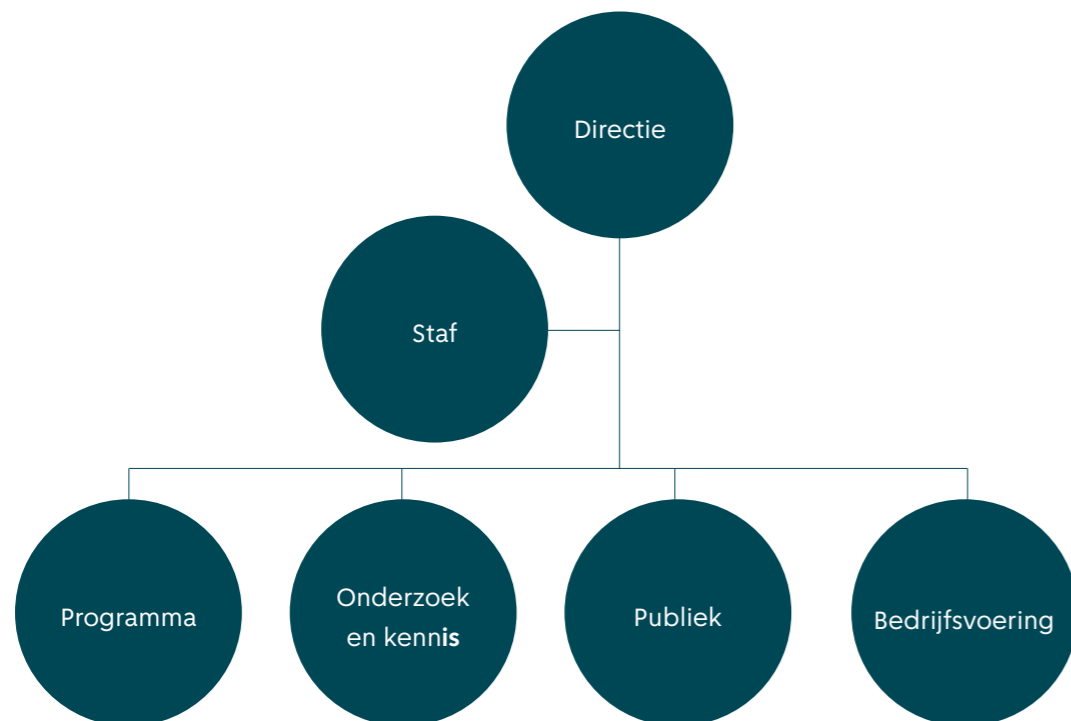 Directie
Staf
Programma
Onderzoek
en kennis
Publiek
Bedrijfsvoering